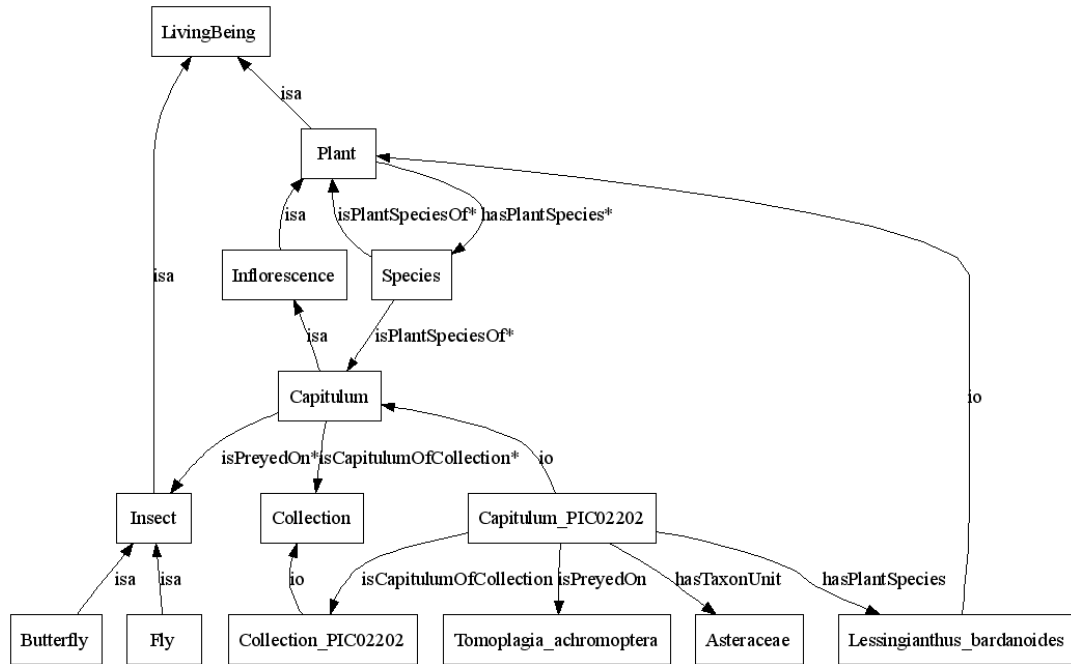 LivingBeing
isa
Plant
isa
isPlantSpeciesOf*
hasPlantSpecies*
isa
Inflorescence
Species
isa
isPlantSpeciesOf*
Capitulum
io
isPreyedOn*
isCapitulumOfCollection*
io
Insect
Collection
Capitulum_PIC02202
isa
isa
io
isCapitulumOfCollection
isPreyedOn
hasTaxonUnit
hasPlantSpecies
Butterfly
Fly
Collection_PIC02202
Tomoplagia_achromoptera
Asteraceae
Lessingianthus_bardanoides